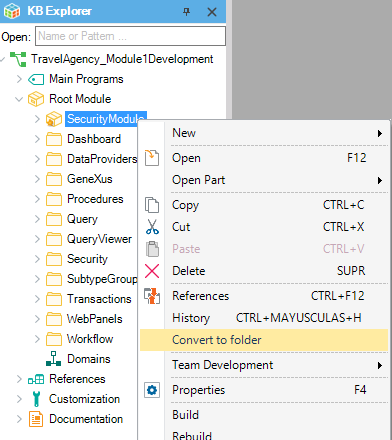 KB Explorer
Open: Name or Pattern ...
TravelAgency_Module1Development
Main Programs
Root Module
SecurityModule
Dashboard
DataProviders
GeneXus
Procedures
Query
QueryViewer
Security
SubtypeGroup
Transactions
WebPanels
Workflow
Domains
References
Customization
Documentation
New
Open F12
Open Part
Copy CTRL+C
Cut CTRL+X
Paste CTRL+V
Delete SUPR
References CTRL+F12
History CTRL+MAYUSCULAS+H
Convert to folder
Team Development
Properties F4
Build
Rebuild